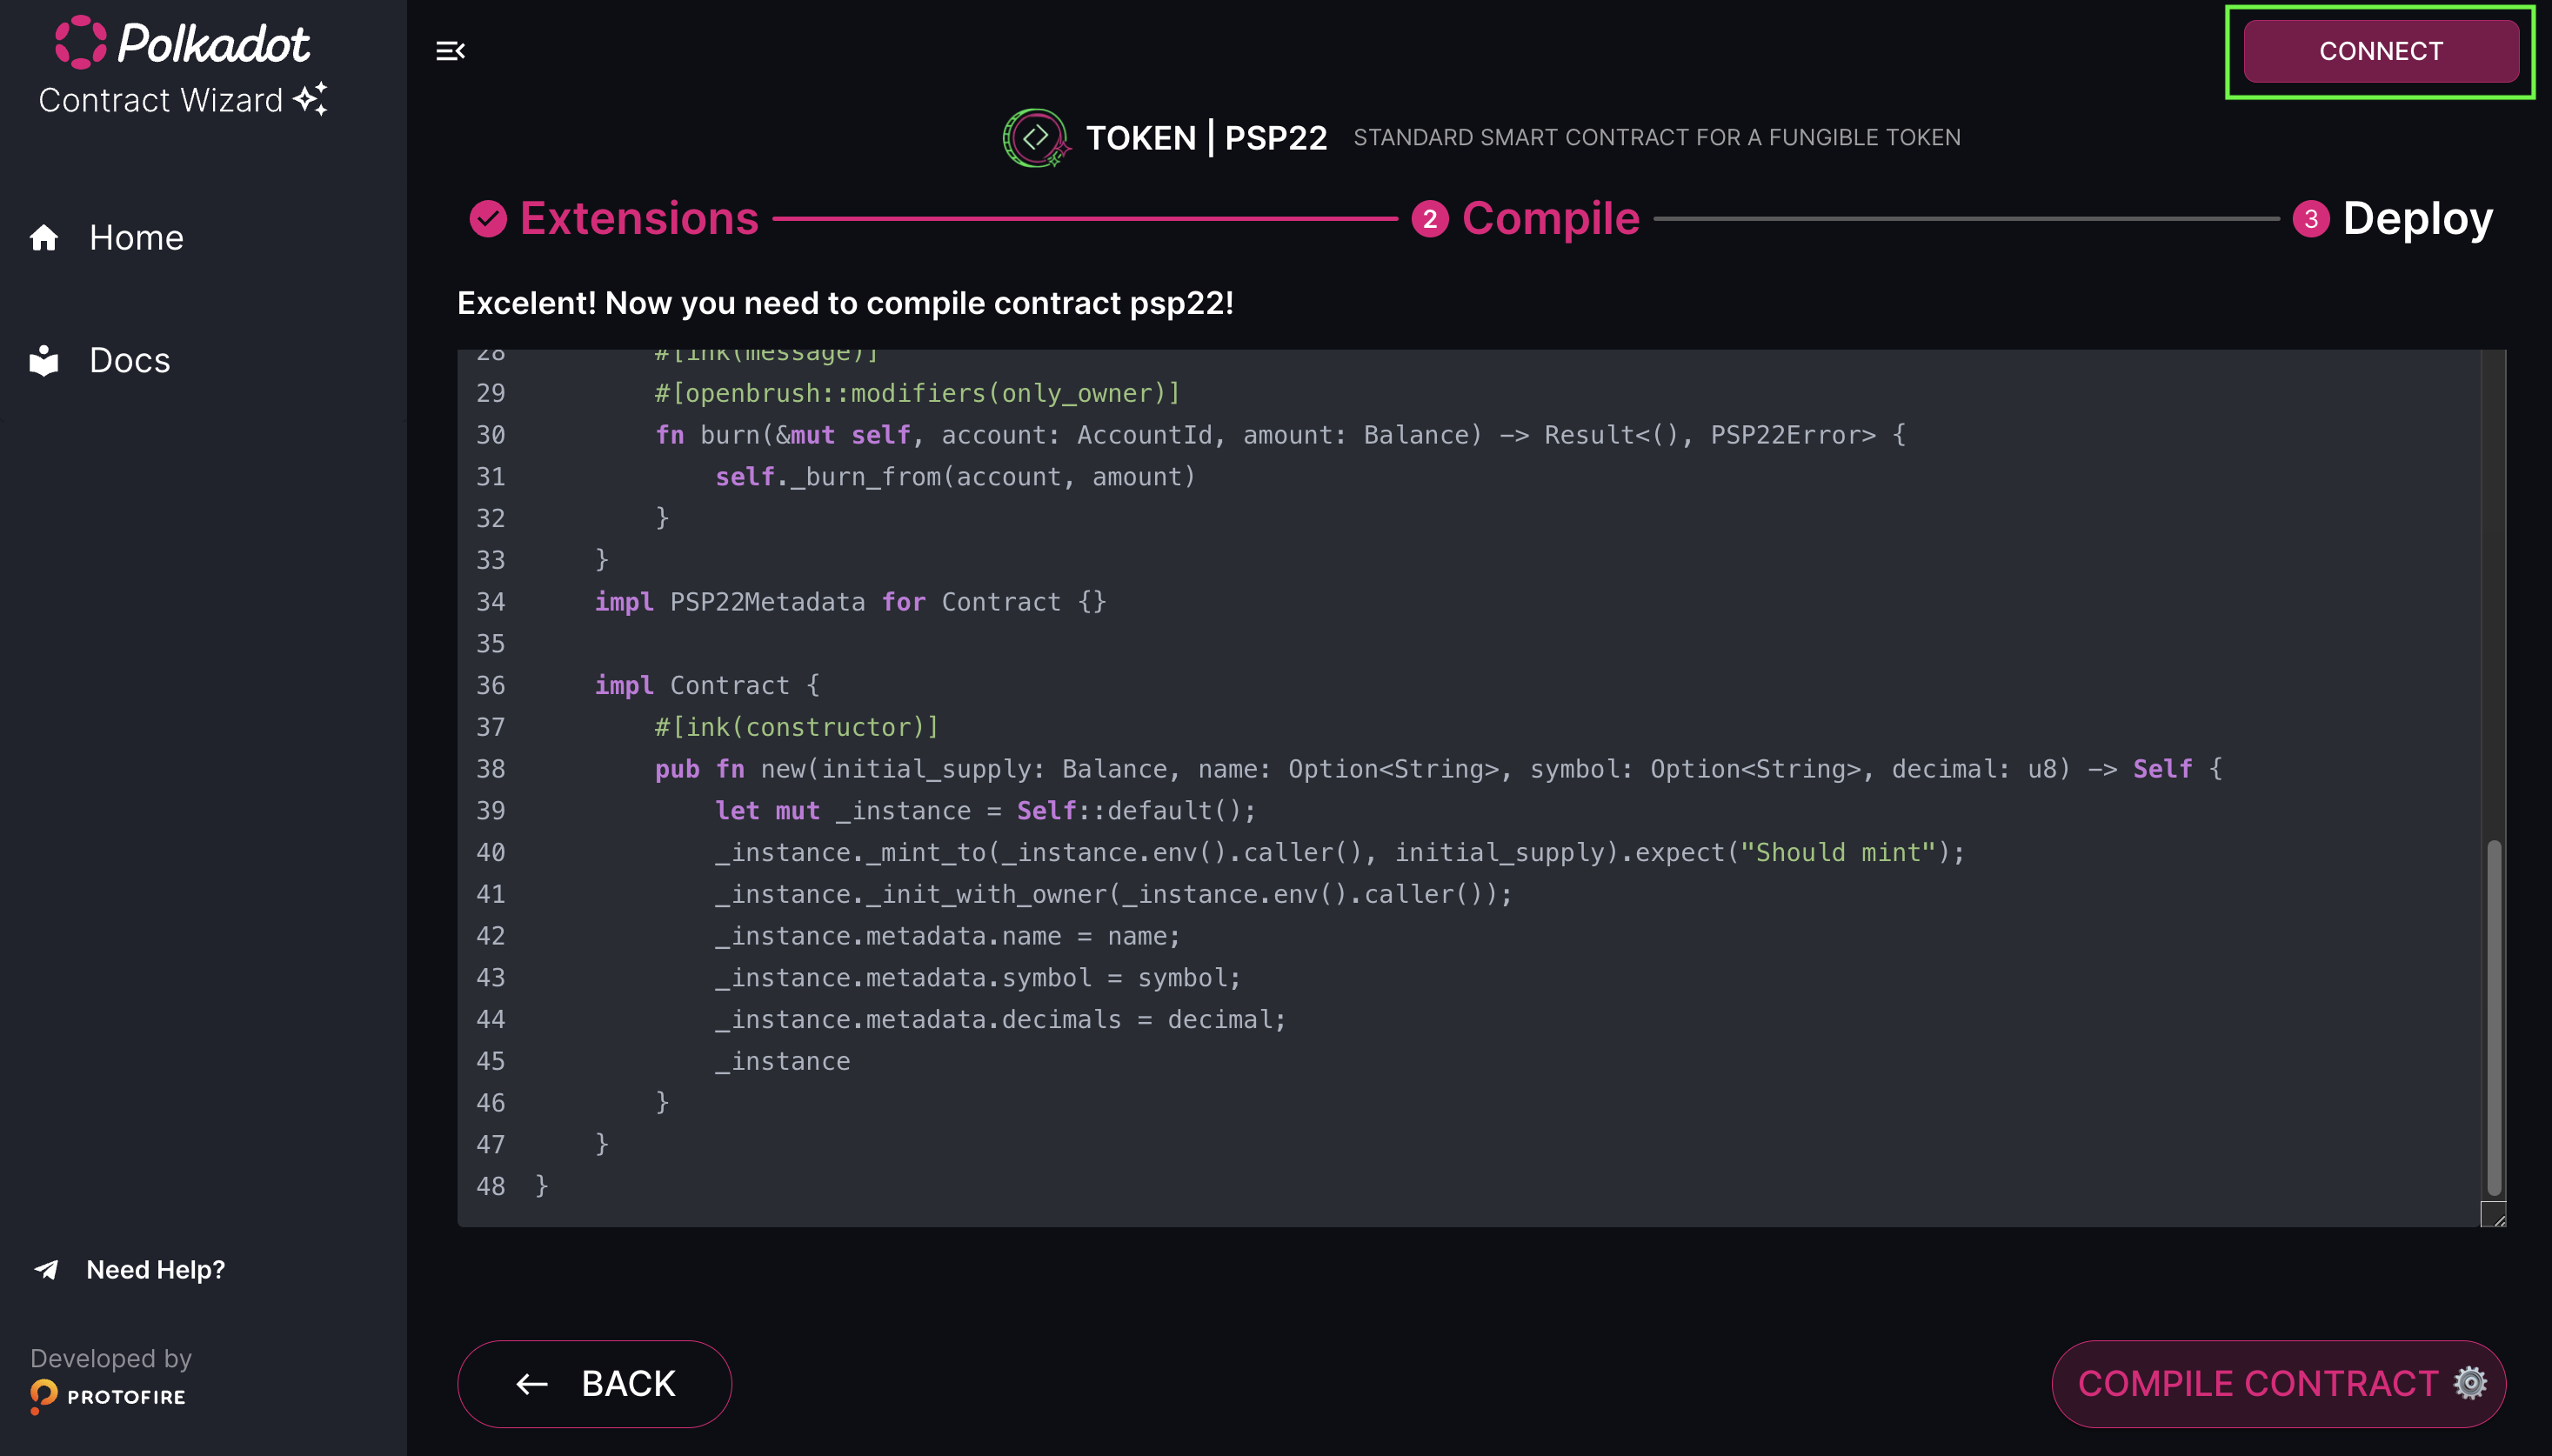 Polkadot
Contract Wizard
Home
Docs
Need Help?
Developed by
PROTOFIRE
CONNECT
TOKEN | PSP22 STANDARD SMART CONTRACT FOR A FUNGIBLE TOKEN
Extensions 2 Compile 3 Deploy
Excelent! Now you need to compile contract psp22!
28         #[ink(message)]
29         #[openbrush::modifiers(only_owner)]
30         fn burn(&mut self, account: AccountId, amount: Balance) -> Result<(), PSP22Error> {
31             self._burn_from(account, amount)
32         }
33     }
34     impl PSP22Metadata for Contract {}
35
36     impl Contract {
37         #[ink(constructor)]
38         pub fn new(initial_supply: Balance, name: Option<String>, symbol: Option<String>, decimal: u8) -> Self {
39             let mut _instance = Self::default();
40             _instance._mint_to(_instance.env().caller(), initial_supply).expect("Should mint");
41             _instance._init_with_owner(_instance.env().caller());
42             _instance.metadata.name = name;
43             _instance.metadata.symbol = symbol;
44             _instance.metadata.decimals = decimal;
45             _instance
46         }
47     }
48 }
← BACK
COMPILE CONTRACT ⚙️